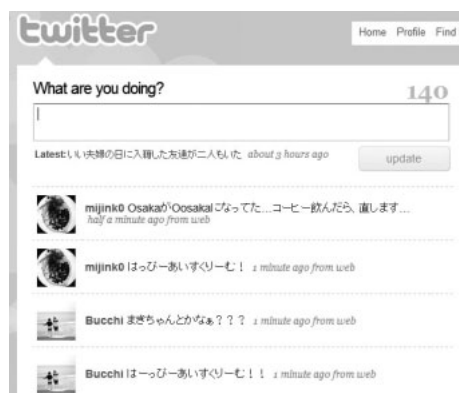 twitter
Home Profile Find
What are you doing?
140
Latest:いい夫婦の日に入籍した友達が二人もいた about 3 hours ago
update
mijink0 OsakaがOosakaになってた…コーヒー飲んだら、直します…
half a minute ago from web
mijink0 はっぴーあいすくりーむ！ 1 minute ago from web
Bucchi まきちゃんとかなぁ？？？ 1 minute ago from web
Bucchi はーっぴーあいすくりーむ！！ 1 minute ago from web